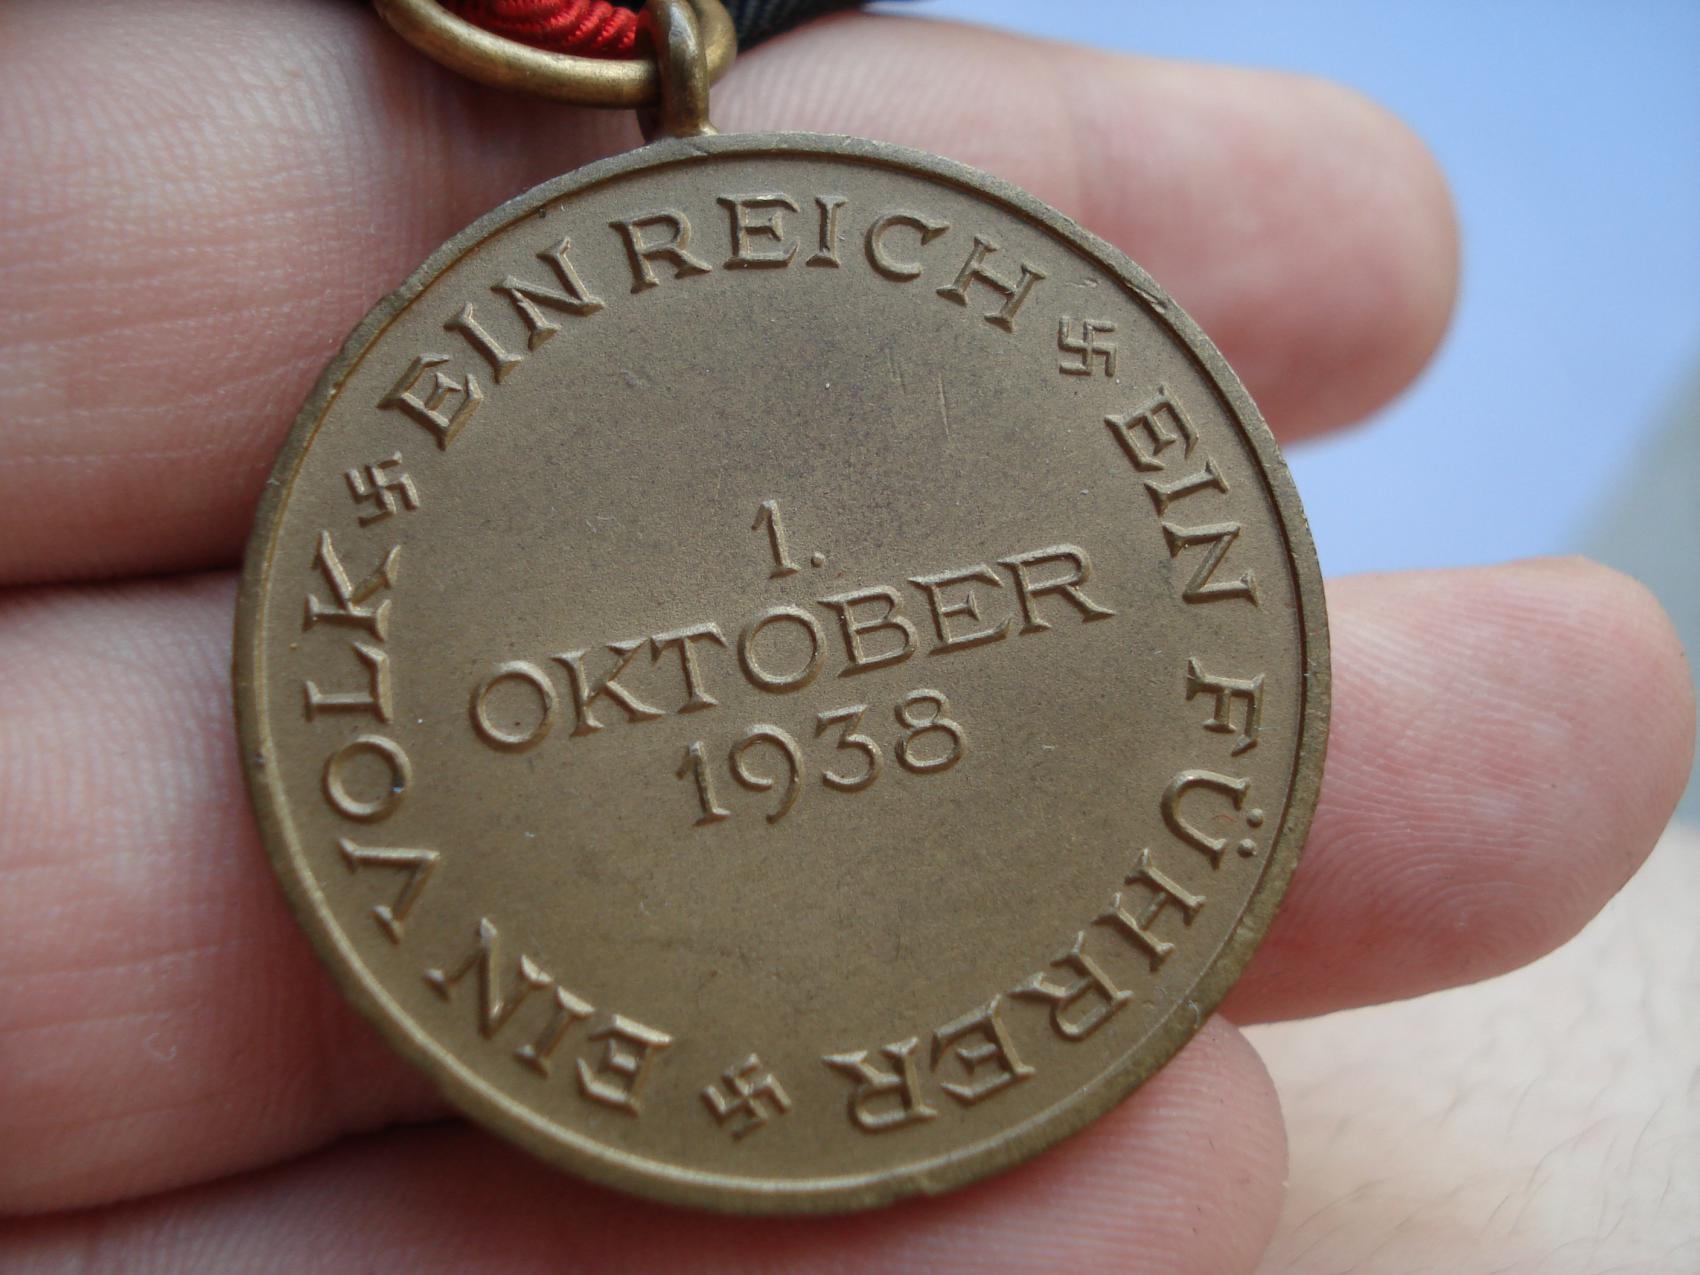 EIN VOLK EIN REICH EIN FÜHRER
1.
OKTOBER
1938